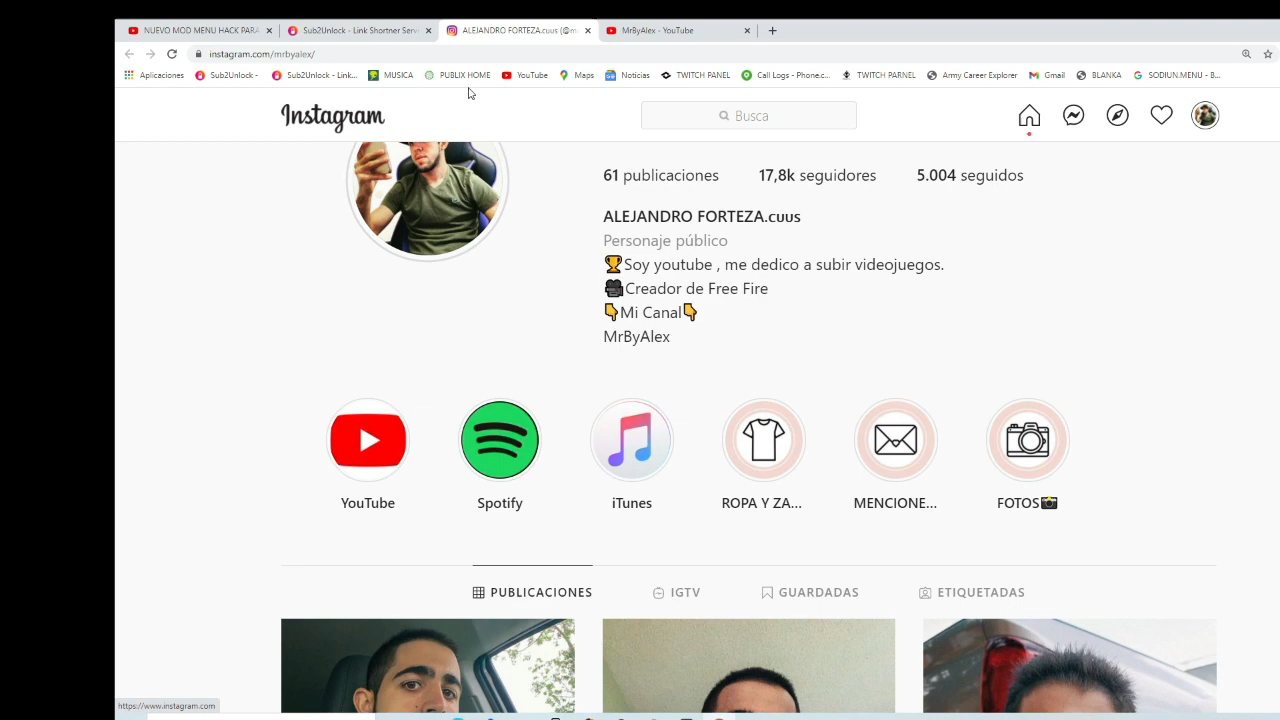 NUEVO MOD MENU HACK PARA
Sub2Unlock - Link Shortner Serv
ALEJANDRO FORTEZA.cuus (@m
MrByAlex - YouTube
instagram.com/mrbyalex/
Aplicaciones
Sub2Unlock -
Sub2Unlock - Link...
MUSICA
PUBLIX HOME
YouTube
Maps
Noticias
TWITCH PANEL
Call Logs - Phone.c...
TWITCH PARNEL
Army Career Explorer
Gmail
BLANKA
SODIUN.MENU - B...
Instagram
Busca
61 publicaciones 17,8k seguidores 5.004 seguidos
ALEJANDRO FORTEZA.cuus
Personaje público
🏆Soy youtube , me dedico a subir videojuegos.
🎥Creador de Free Fire
👇Mi Canal👇
MrByAlex
YouTube
Spotify
iTunes
ROPA Y ZA...
MENCIONE...
FOTOS📸
PUBLICACIONES
IGTV
GUARDADAS
ETIQUETADAS
https://www.instagram.com